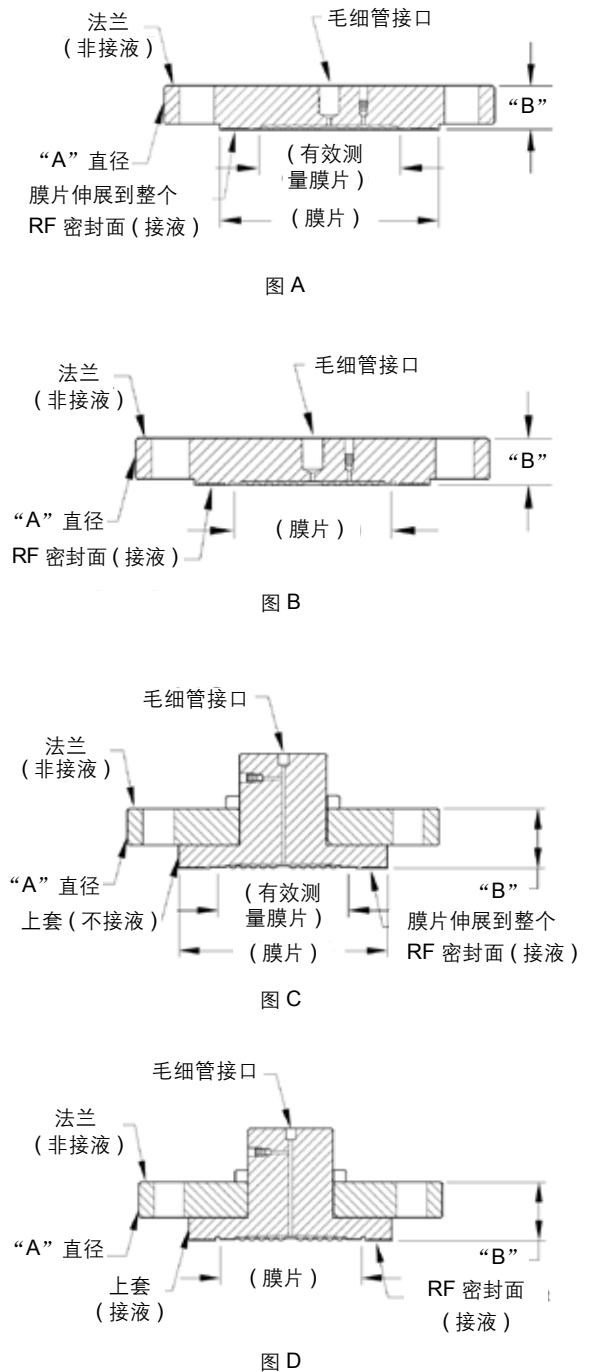 法兰
毛细管接口
(非接液)
“B”
“A”直径
(有效测
量膜片)
膜片伸展到整个
RF 密封面(接液)
(膜片)
图 A
法兰
毛细管接口
(非接液)
“B”
“A”直径
(膜片)
RF 密封面(接液)
图 B
毛细管接口
法兰
(非接液)
“A”直径
(有效测
量膜片)
“B”
上套(不接液)
膜片伸展到整个
(膜片)
RF 密封面(接液)
图 C
毛细管接口
法兰
(非接液)
“A”直径
“B”
上套
(接液)
(膜片)
RF 密封面
(接液)
图 D